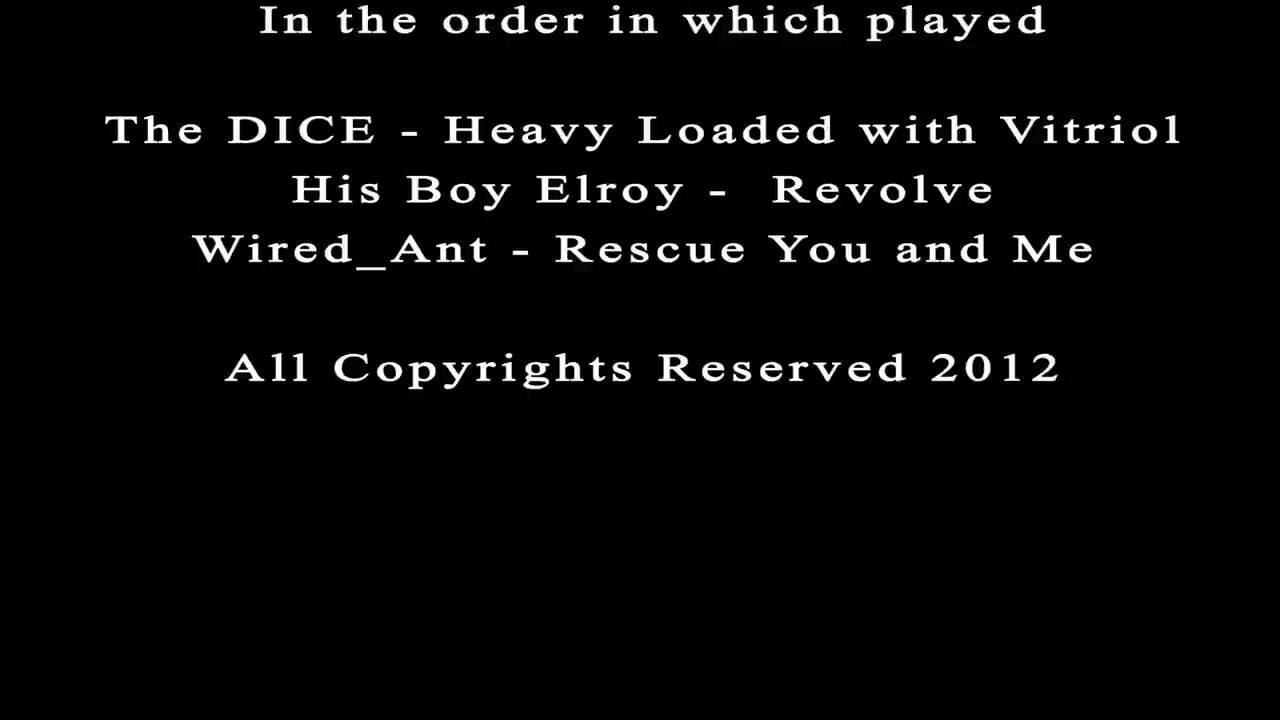 In the order in which played
The DICE - Heavy Loaded with Vitriol
His Boy Elroy -  Revolve
Wired_Ant - Rescue You and Me
All Copyrights Reserved 2012